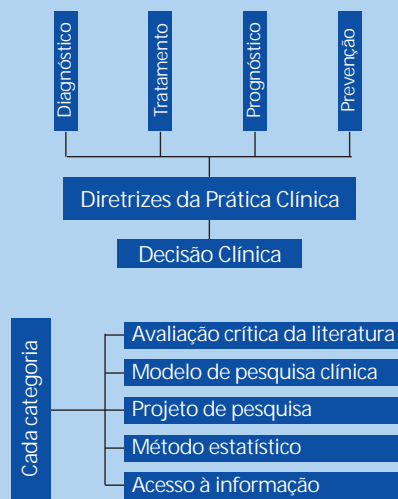 Diagnóstico
Tratamento
Prognóstico
Prevenção
Diretrizes da Prática Clínica
Decisão Clínica
Cada categoria
Avaliação crítica da literatura
Modelo de pesquisa clínica
Projeto de pesquisa
Método estatístico
Acesso à informação